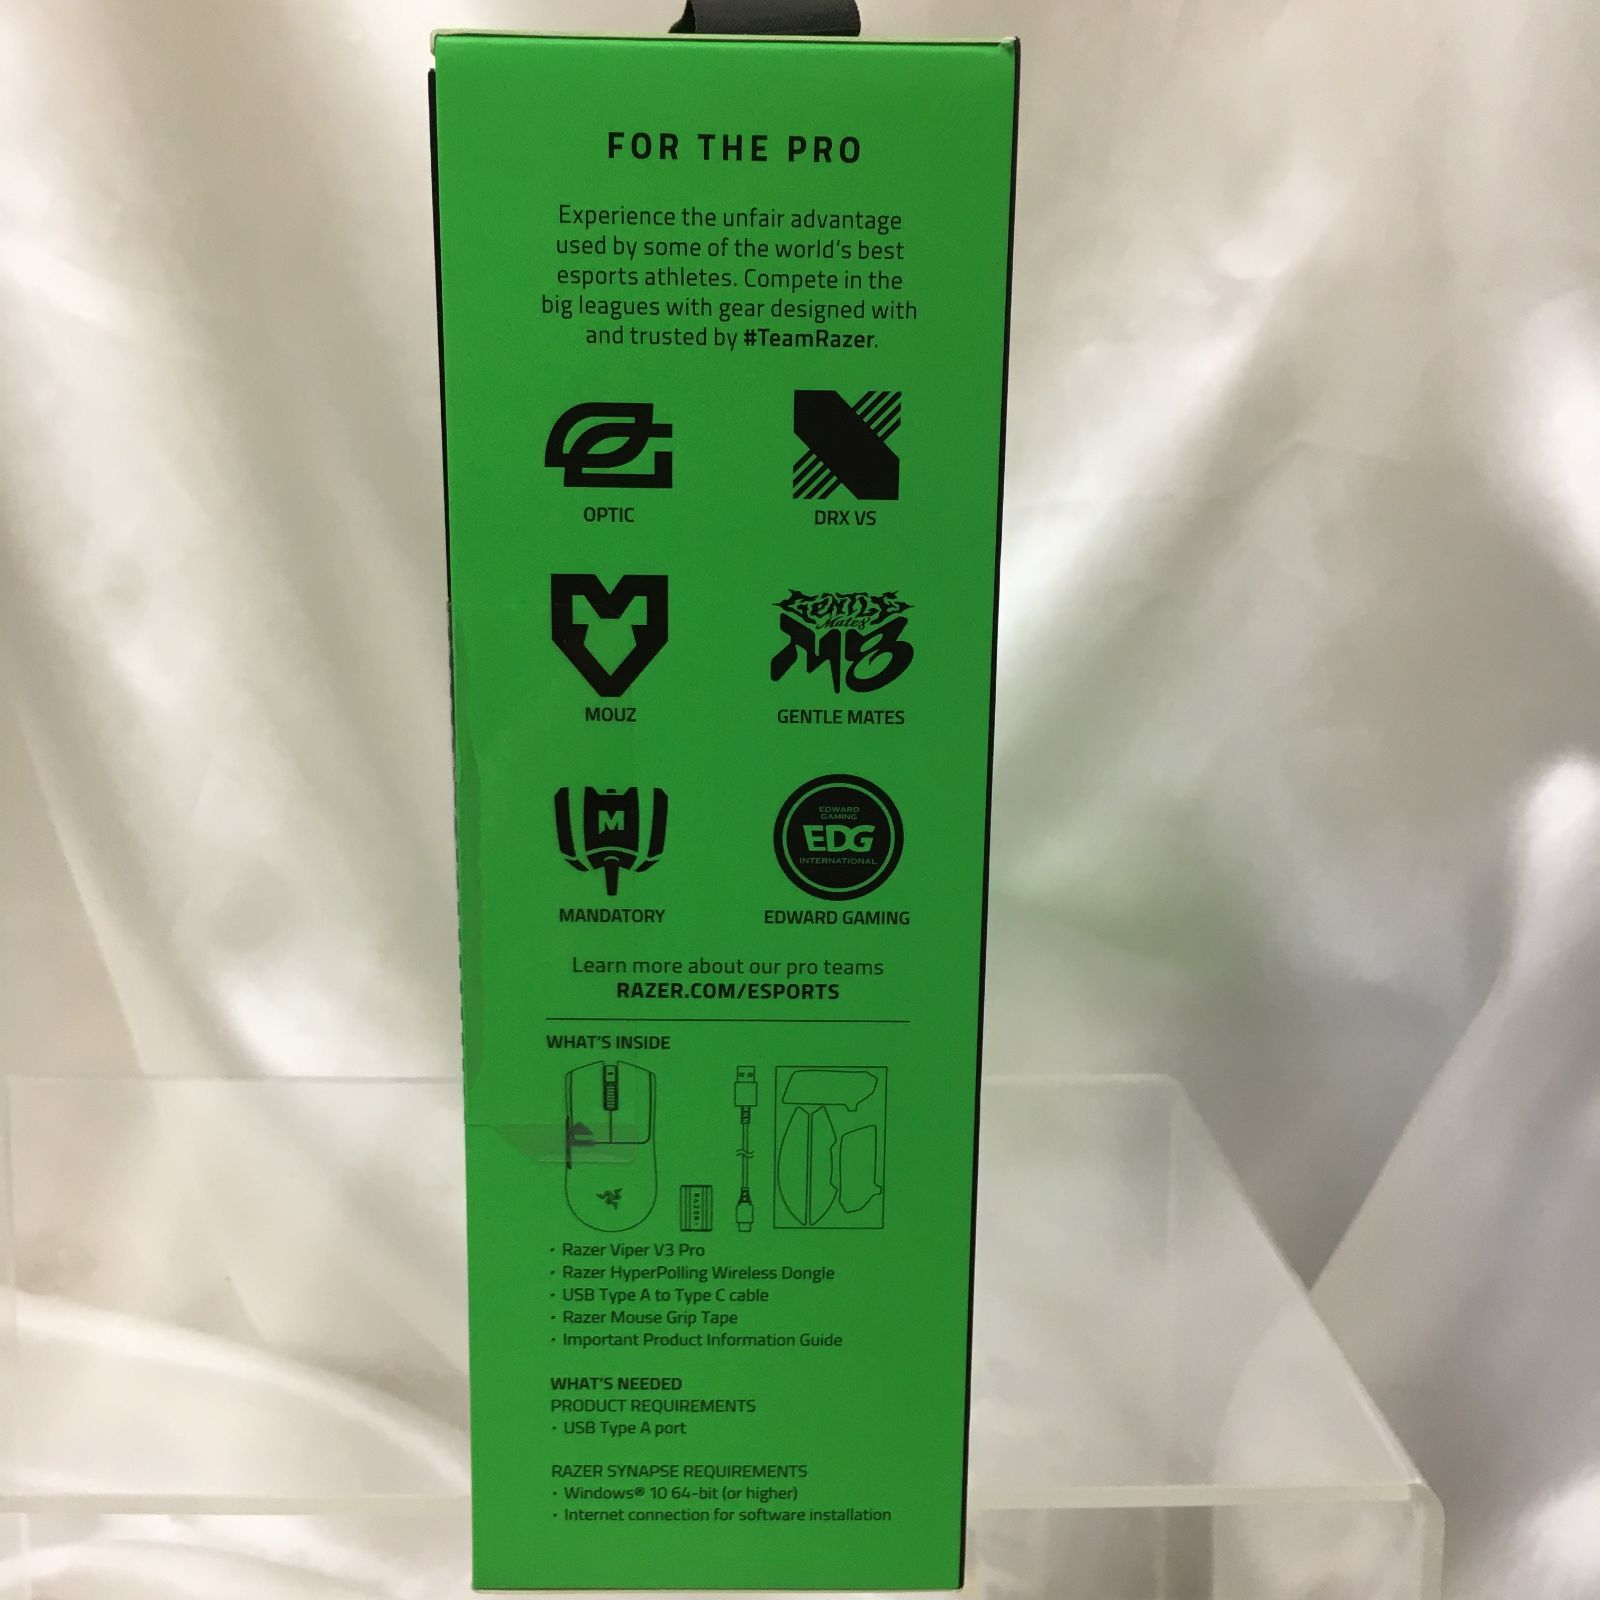 FOR THE PRO
Experience the unfair advantage
used by some of the world's best
esports athletes. Compete in the
big leagues with gear designed with
and trusted by #TeamRazer.
OPTIC
DRX VS
GENTLE
Mates
M8
MOUZ
GENTLE MATES
M
EDWARD
GAMING
EDG
INTERNATIONAL
MANDATORY
EDWARD GAMING
Learn more about our pro teams
RAZER.COM/ESPORTS
WHAT'S INSIDE
RAZER
· Razer Viper V3 Pro
· Razer HyperPolling Wireless Dongle
· USB Type A to Type C cable
· Razer Mouse Grip Tape
· Important Product Information Guide
WHAT'S NEEDED
PRODUCT REQUIREMENTS
· USB Type A port
RAZER SYNAPSE REQUIREMENTS
· Windows® 10 64-bit (or higher)
· Internet connection for software installation